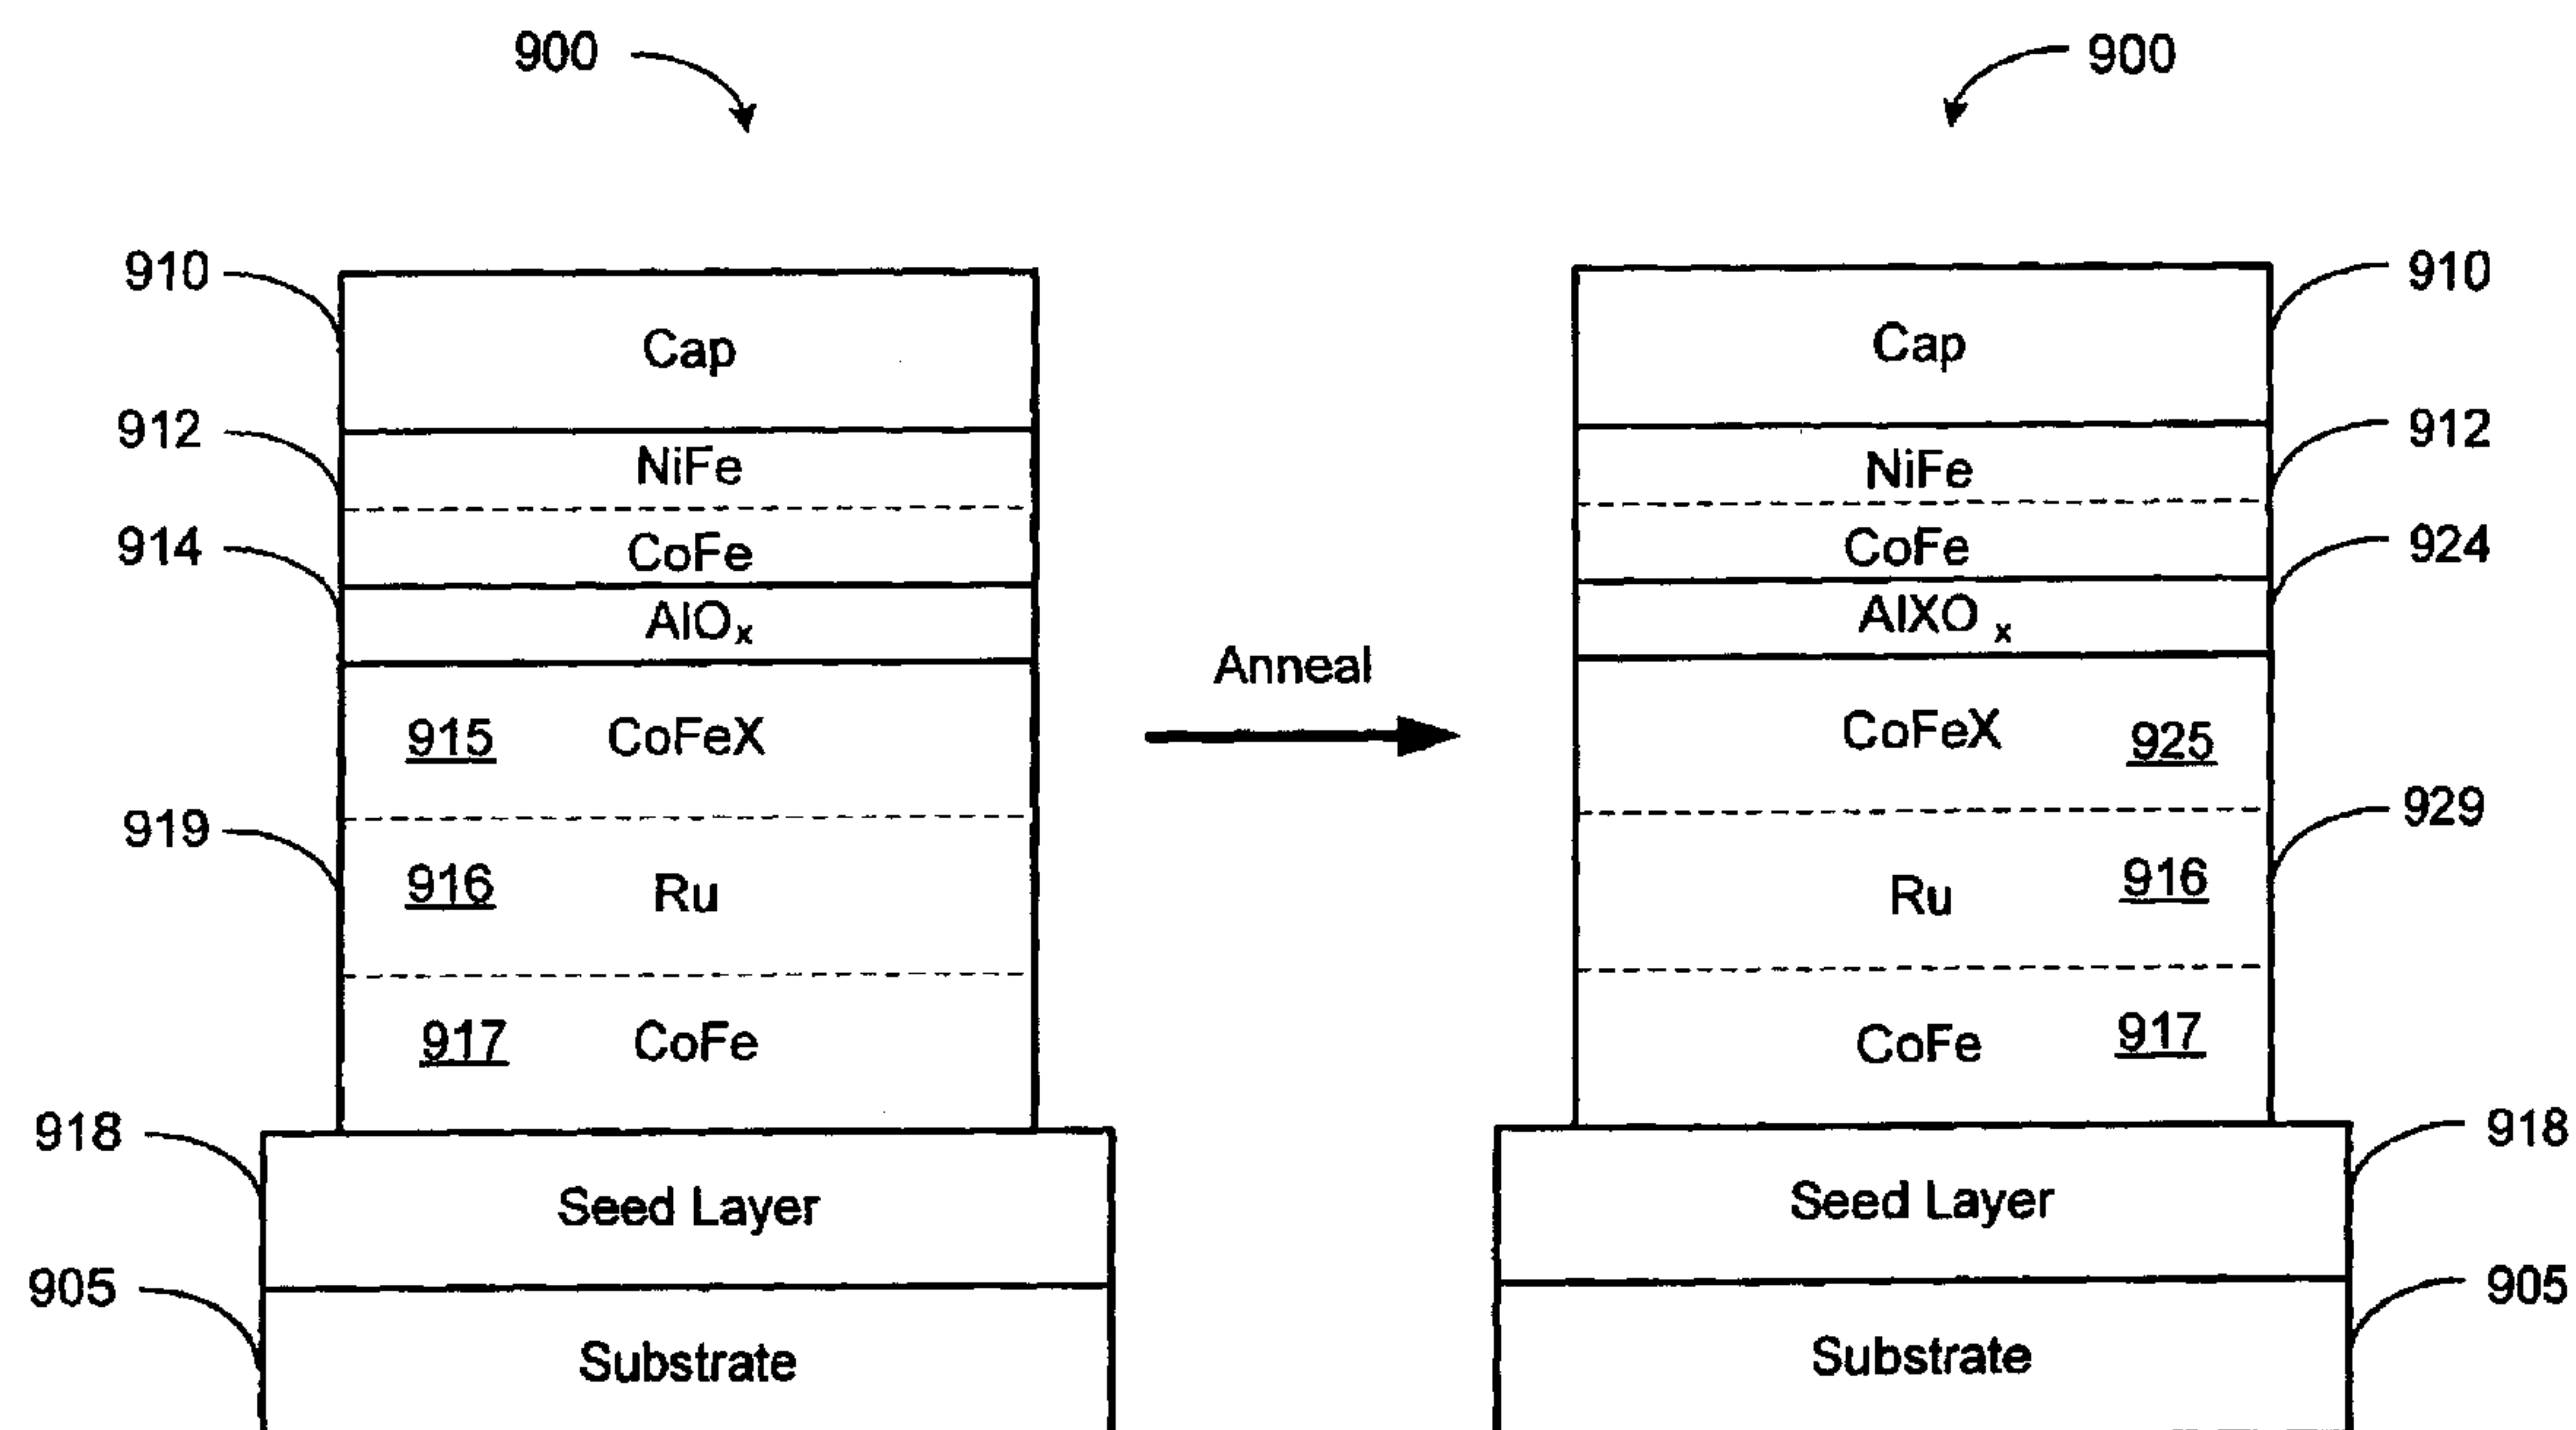 900
900
910
Cap
Cap
910
912
NiFe
NiFe
912
914
CoFe
CoFe
924
AlOₓ
AlXOₓ
Anneal
915 CoFeX
CoFeX 925
919
929
916 Ru
Ru 916
917 CoFe
CoFe 917
918
Seed Layer
Seed Layer
918
905
Substrate
Substrate
905